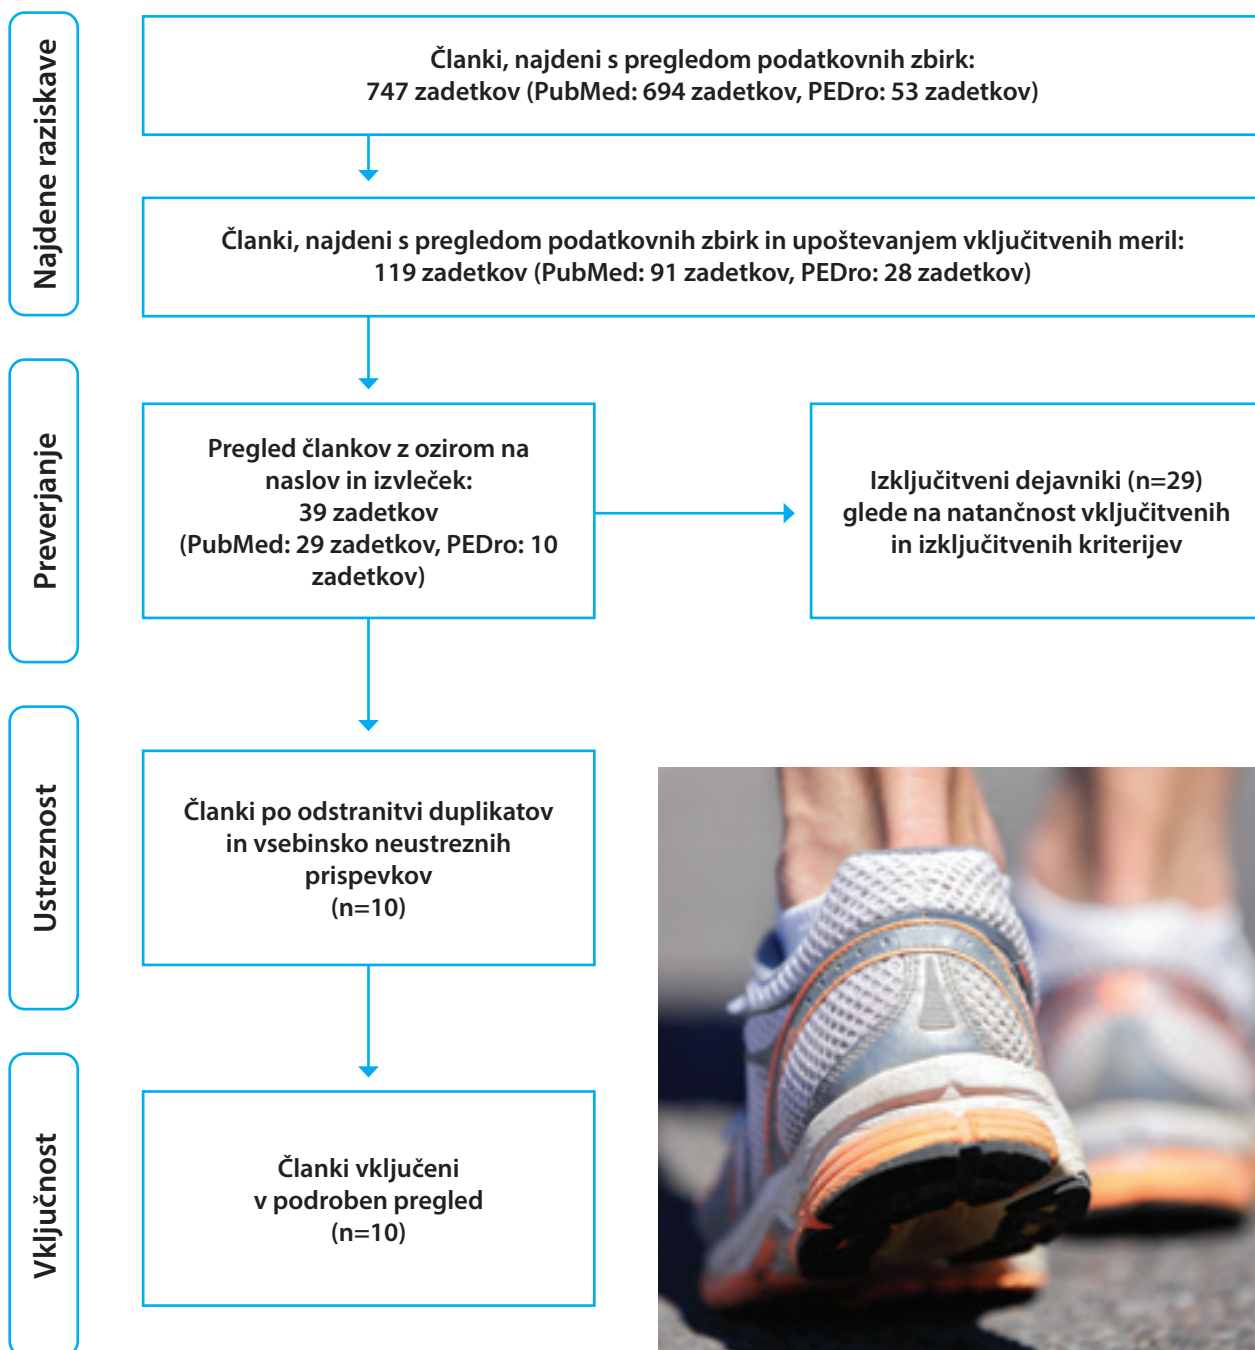 Najdene raziskave
Članki, najdeni s pregledom podatkovnih zbirk:
747 zadetkov (PubMed: 694 zadetkov, PEDro: 53 zadetkov)
Članki, najdeni s pregledom podatkovnih zbirk in upoštevanjem vključitvenih meril:
119 zadetkov (PubMed: 91 zadetkov, PEDro: 28 zadetkov)
Preverjanje
Pregled člankov z ozirom na
naslov in izvleček:
39 zadetkov
(PubMed: 29 zadetkov, PEDro: 10
zadetkov)
Izključitveni dejavniki (n=29)
glede na natančnost vključitvenih
in izključitvenih kriterijev
Ustreznost
Članki po odstranitvi duplikatov
in vsebinsko neustreznih
prispevkov
(n=10)
Vključnost
Članki vključeni
v podroben pregled
(n=10)